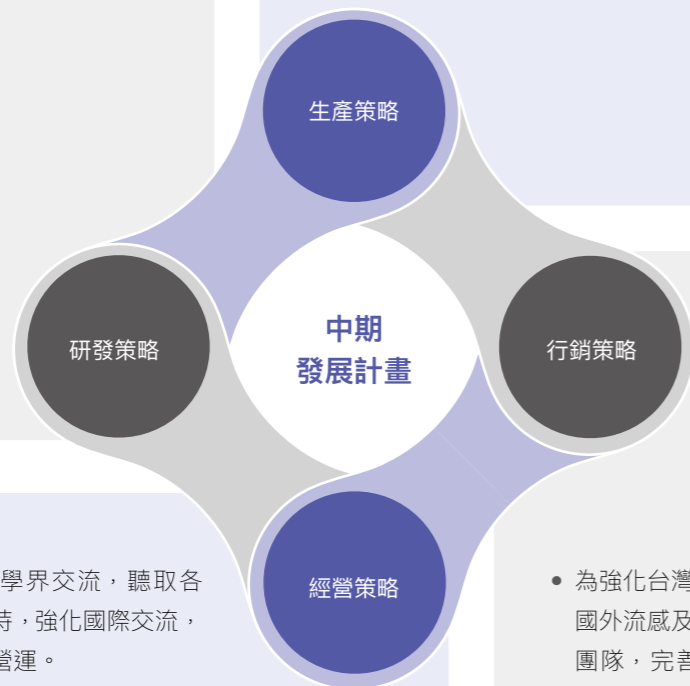 生產策略
研發策略
中期
發展計畫
行銷策略
經營策略
學界交流，聽取各
時，強化國際交流，
營運。
• 為強化台灣
國外流感及
團隊，完善